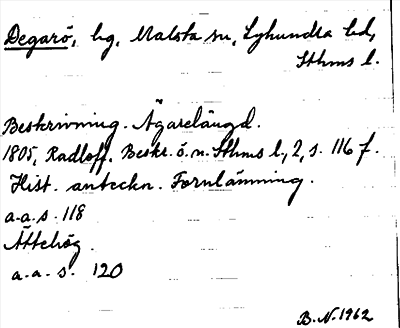 Degarö, hg, Malsta sn, Lyhundra hd,
Sthms l.
Beskrivning. Ägarelängd.
1805, Radloff. Beskr. ö. n. Sthms l, 2, s. 116 f.
Hist. anteckn. Fornlämning.
a.a.s. 118
Ättehög.
a.a.s. 120
B.N. 1962